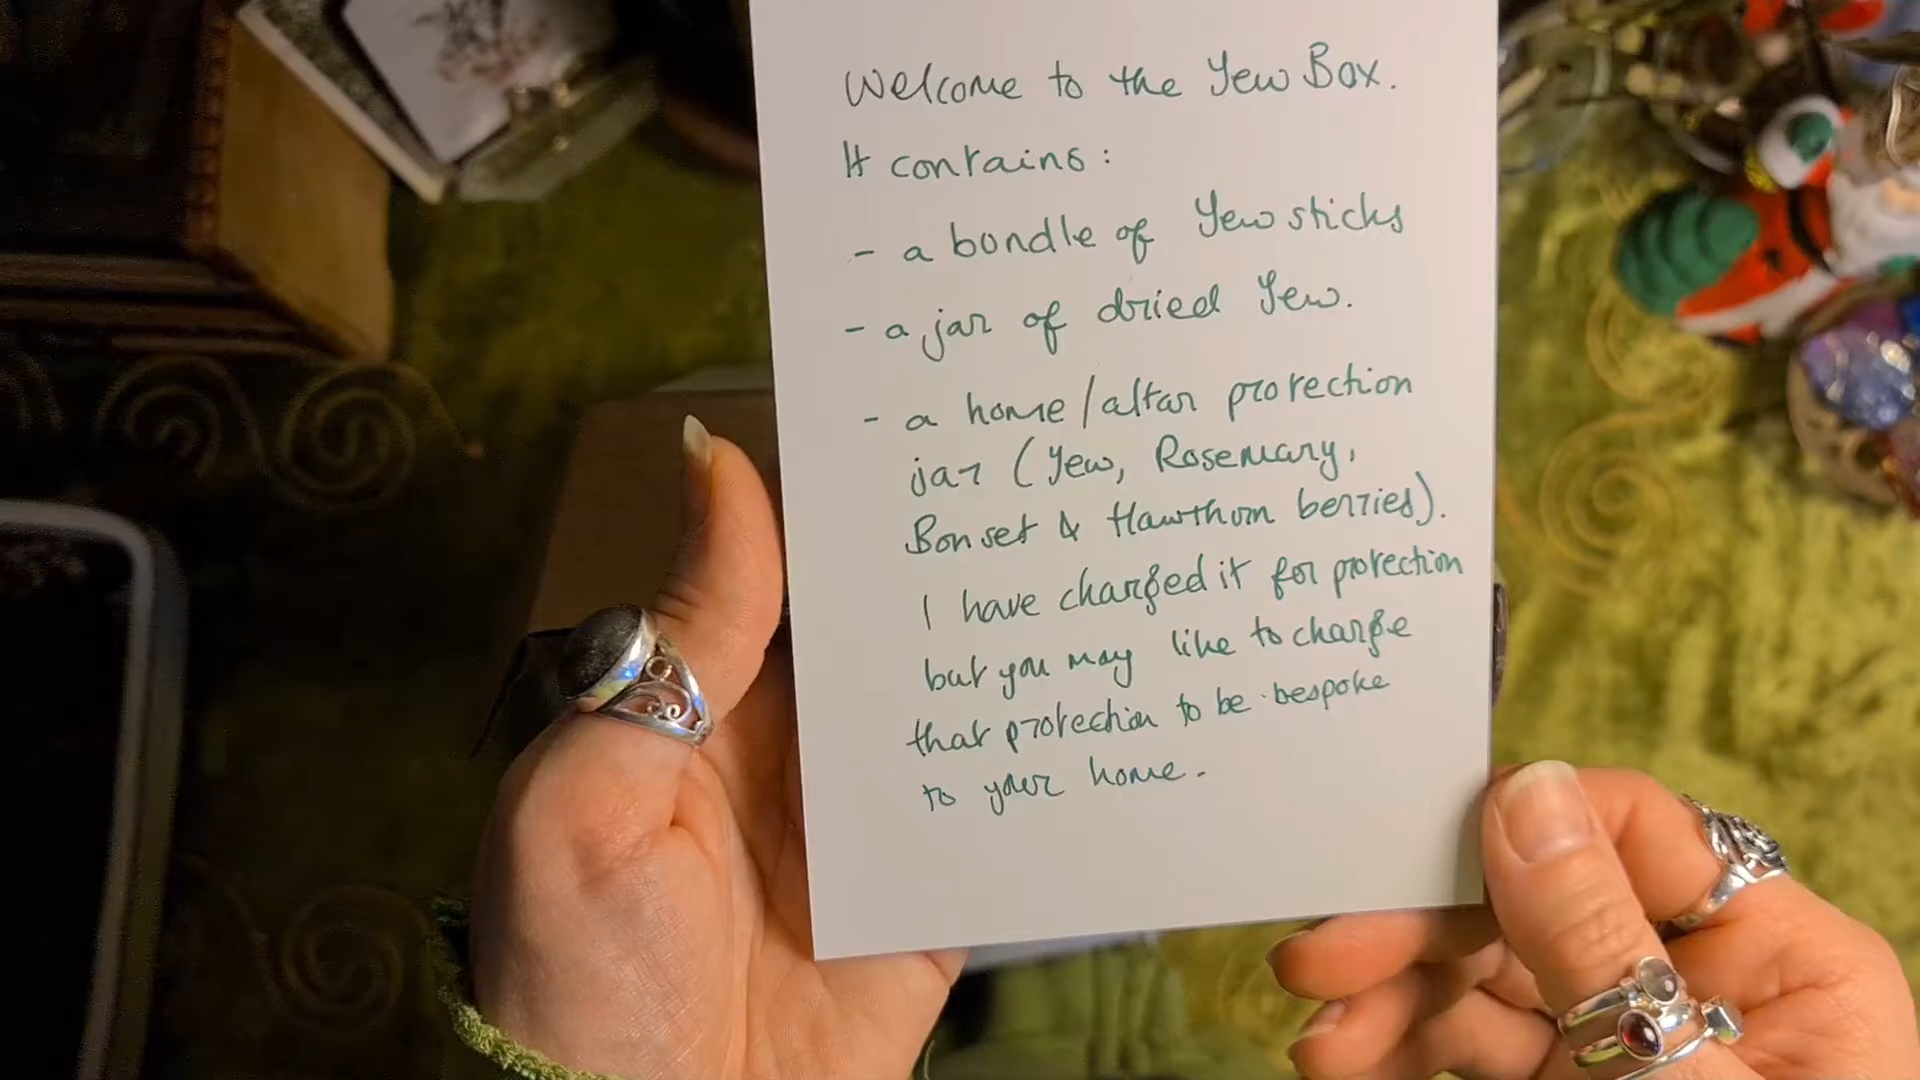 Welcome to the Yew Box.
It contains:
- a bundle of Yew sticks
- a jar of dried Yew.
- a home/altar protection
jar (Yew, Rosemary,
Bonset & Hawthorn berries).
I have charged it for protection
but you may like to charge
that protection to be bespoke
to your home.